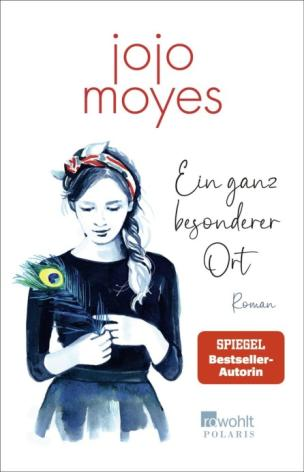 jojo
moyes
Ein ganz
besonderer
Ort
Roman
SPIEGEL
Bestseller-
Autorin
rowohlt
POLARIS